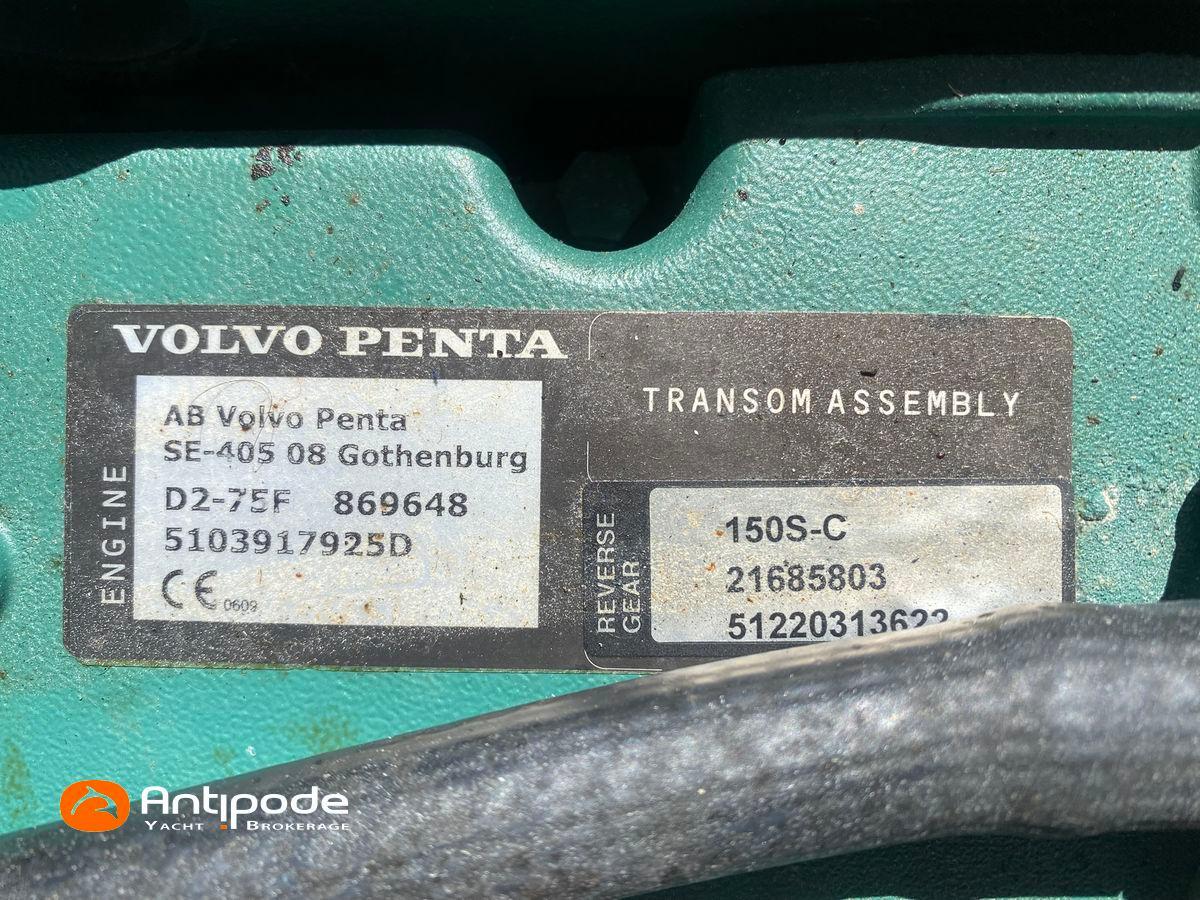 VOLVO PENTA
ENGINE
AB Volvo Penta
SE-405 08 Gothenburg
D2-75F 869648
5103917925D
CE 0609
TRANSOM ASSEMBLY
REVERSE
GEAR
150S-C
21685803
Antipode
YACHT • BROKERAGE